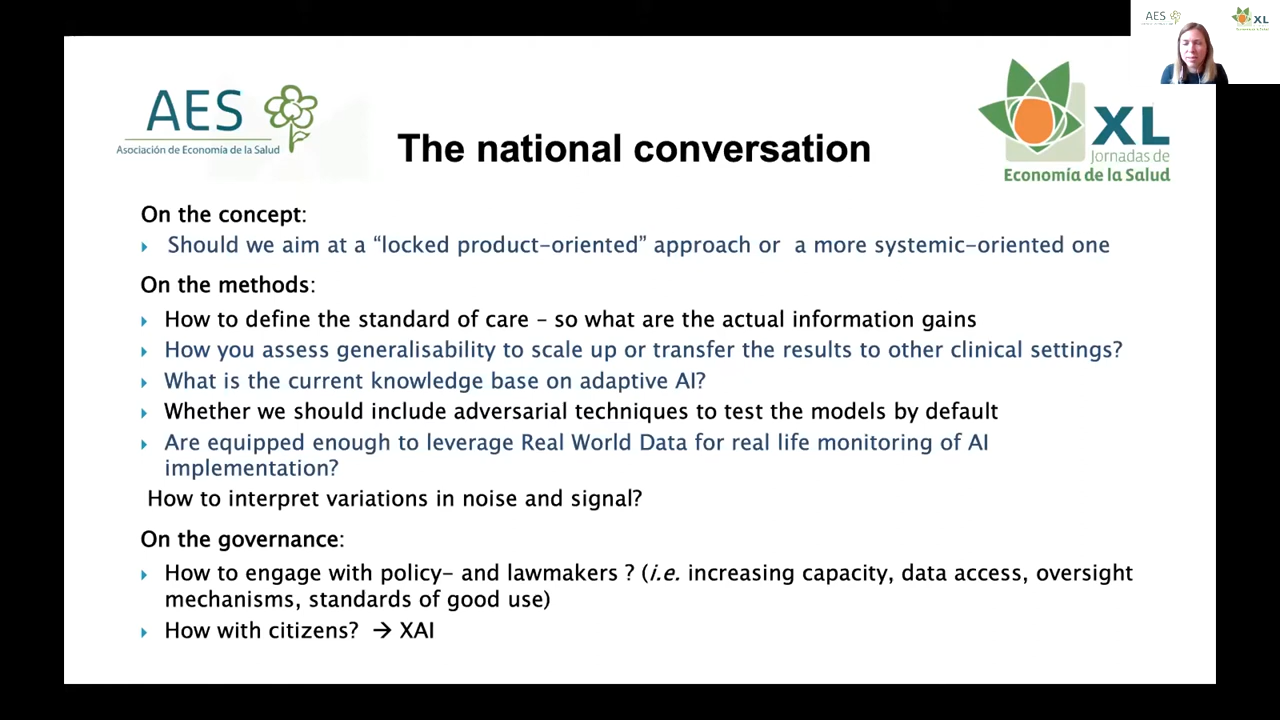 AES
XL
AES
Asociación de Economía de la Salud
XL
Jornadas de
Economía de la Salud
The national conversation
On the concept:
Should we aim at a “locked product-oriented” approach or a more systemic-oriented one
On the methods:
How to define the standard of care – so what are the actual information gains
How you assess generalisability to scale up or transfer the results to other clinical settings?
What is the current knowledge base on adaptive AI?
Whether we should include adversarial techniques to test the models by default
Are equipped enough to leverage Real World Data for real life monitoring of AI
implementation?
How to interpret variations in noise and signal?
On the governance:
How to engage with policy- and lawmakers ? (i.e. increasing capacity, data access, oversight
mechanisms, standards of good use)
How with citizens? → XAI